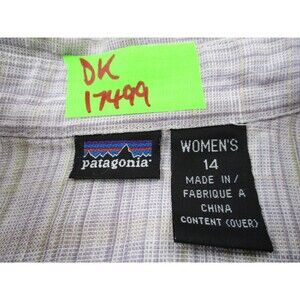 DK
17499
patagonia®
WOMEN'S
14
MADE IN/
FABRIQUE A
CHINA
CONTENT (OVER)